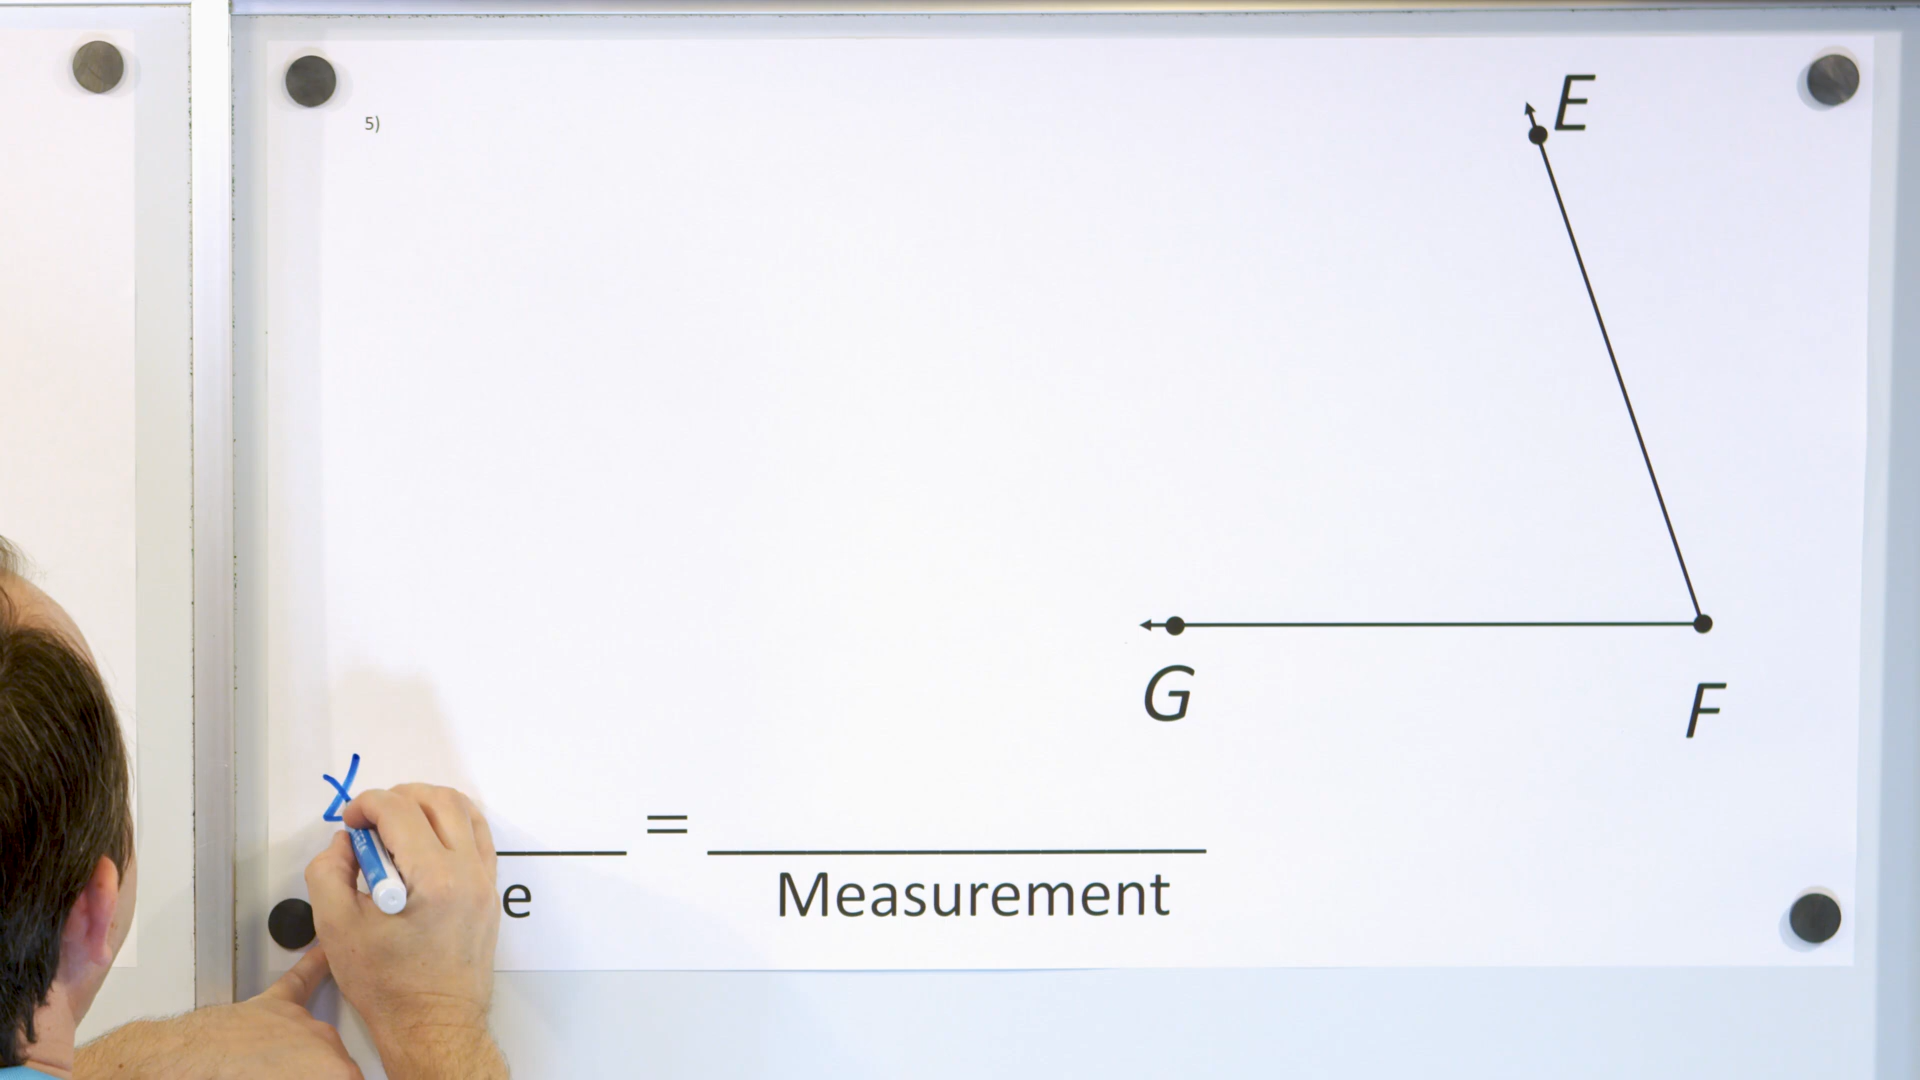 5)
E
G
F
∠
=
e
Measurement